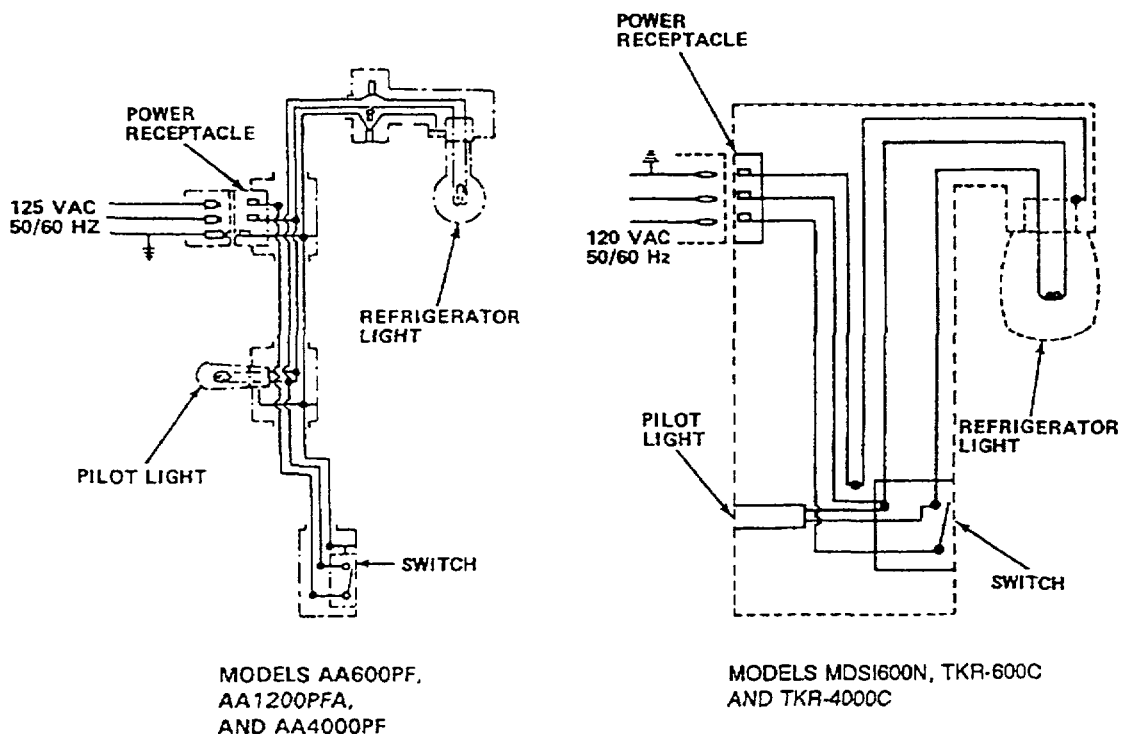 POWER
RECEPTACLE
125 VAC
50/60 HZ
REFRIGERATOR
LIGHT
PILOT LIGHT
SWITCH
MODELS AA600PF,
AA1200PFA,
AND AA4000PF
POWER
RECEPTACLE
120 VAC
50/60 Hz
PILOT
LIGHT
REFRIGERATOR
LIGHT
SWITCH
MODELS MDSI600N, TKR-600C
AND TKR-4000C